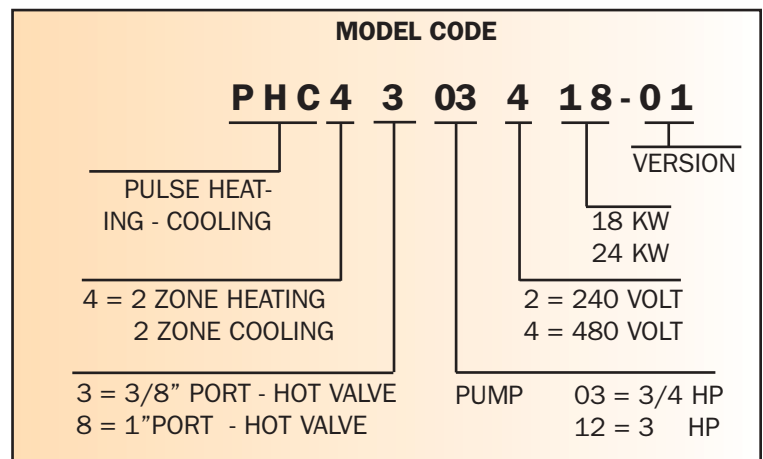 MODEL CODE
PHC 4 3 03 4 18-01
VERSION
PULSE HEAT-
ING - COOLING
18 KW
24 KW
4 = 2 ZONE HEATING
2 ZONE COOLING
2 = 240 VOLT
4 = 480 VOLT
3 = 3/8” PORT - HOT VALVE
8 = 1”PORT - HOT VALVE
PUMP 03 = 3/4 HP
12 = 3 HP